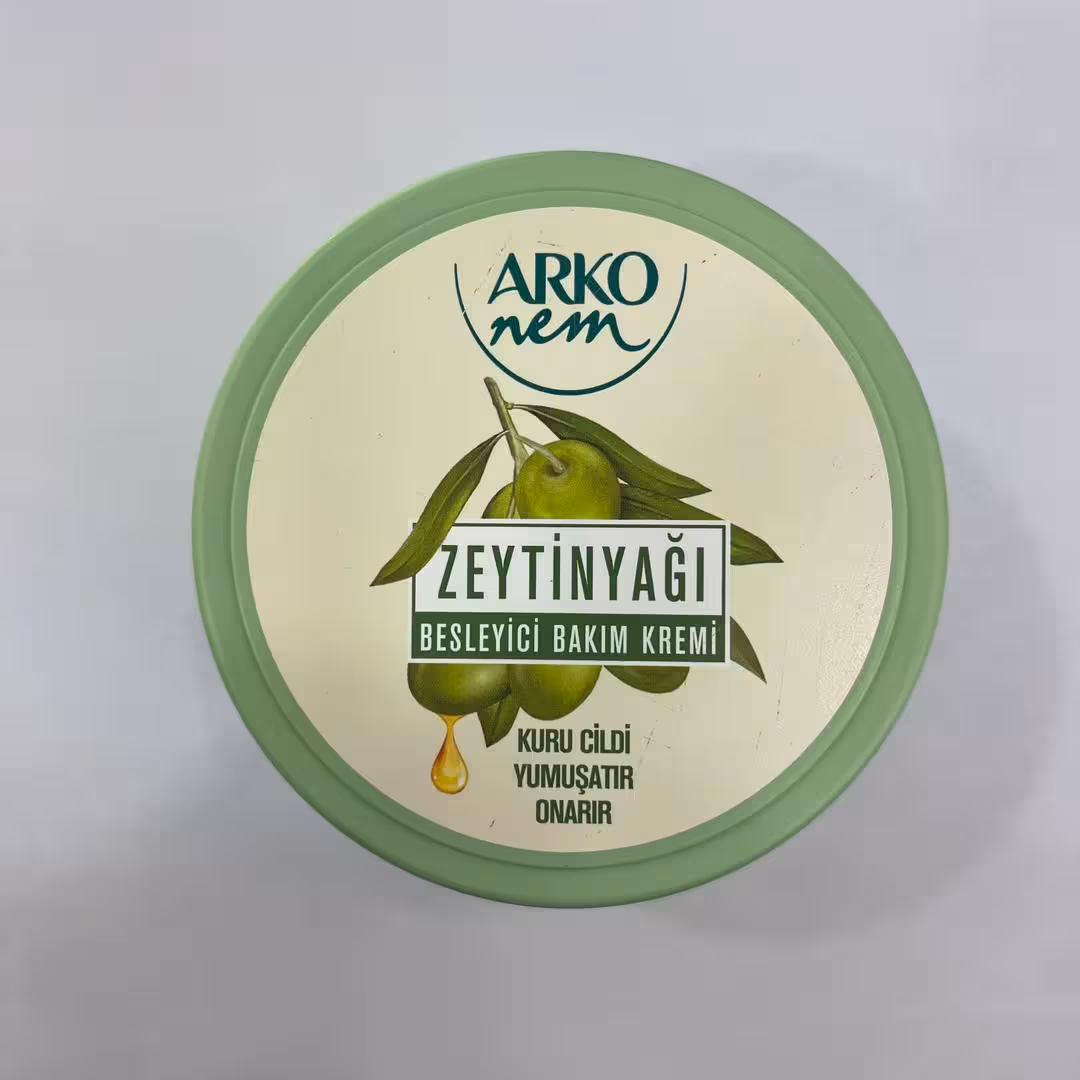 ARKO
nem
ZEYTİNYAĞI
BESLEYİCİ BAKIM KREMİ
KURU CİLDİ
YUMUŞATIR
ONARIR